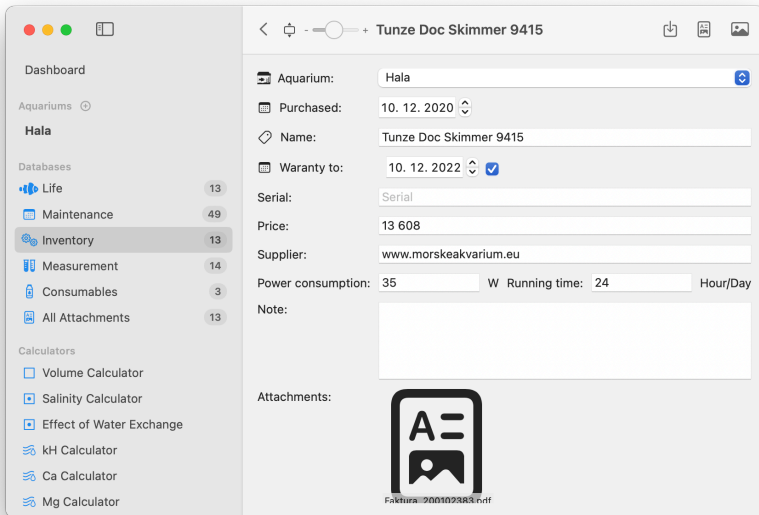 - + Tunze Doc Skimmer 9415
Dashboard
Aquariums
Hala
Databases
Life 13
Maintenance 49
Inventory 13
Measurement 14
Consumables 3
All Attachments 13
Calculators
Volume Calculator
Salinity Calculator
Effect of Water Exchange
kH Calculator
Ca Calculator
Mg Calculator
Aquarium: Hala
Purchased: 10. 12. 2020
Name: Tunze Doc Skimmer 9415
Waranty to: 10. 12. 2022
Serial: Serial
Price: 13 608
Supplier: www.morskeakvarium.eu
Power consumption: 35 W Running time: 24 Hour/Day
Note:
Attachments:
A
Faktura_200102383.pdf